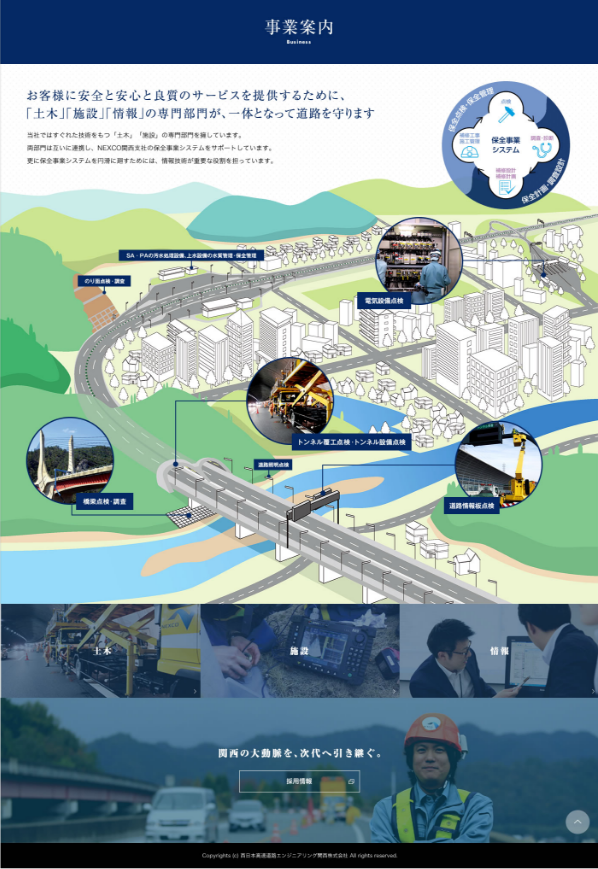 事業案内
Business
お客様に安全と安心と良質のサービスを提供するために、
「土木」「施設」「情報」の専門部門が、一体となって道路を守ります
当社ではすぐれた技術をもつ「土木」「施設」の専門部門を擁しています。
両部門は互いに連携し、NEXCO関西支社の保全事業システムをサポートしています。
更に保全事業システムを円滑に廻すためには、情報技術が重要な役割を担っています。
保全点検・保全管理
点検
補修工事
施工管理
保全事業
システム
調査・診断
補修設計
補修計画
保全計画・調査設計
SA・PAの汚水処理設備、上水設備の水質管理・保全管理
のり面点検・調査
電気設備点検
トンネル覆工点検・トンネル設備点検
道路照明点検
橋梁点検・調査
道路情報板点検
土木
施設
情報
関西の大動脈を、次代へ引き継ぐ。
採用情報
Copyrights (c) 西日本高速道路エンジニアリング関西株式会社 All rights reserved.